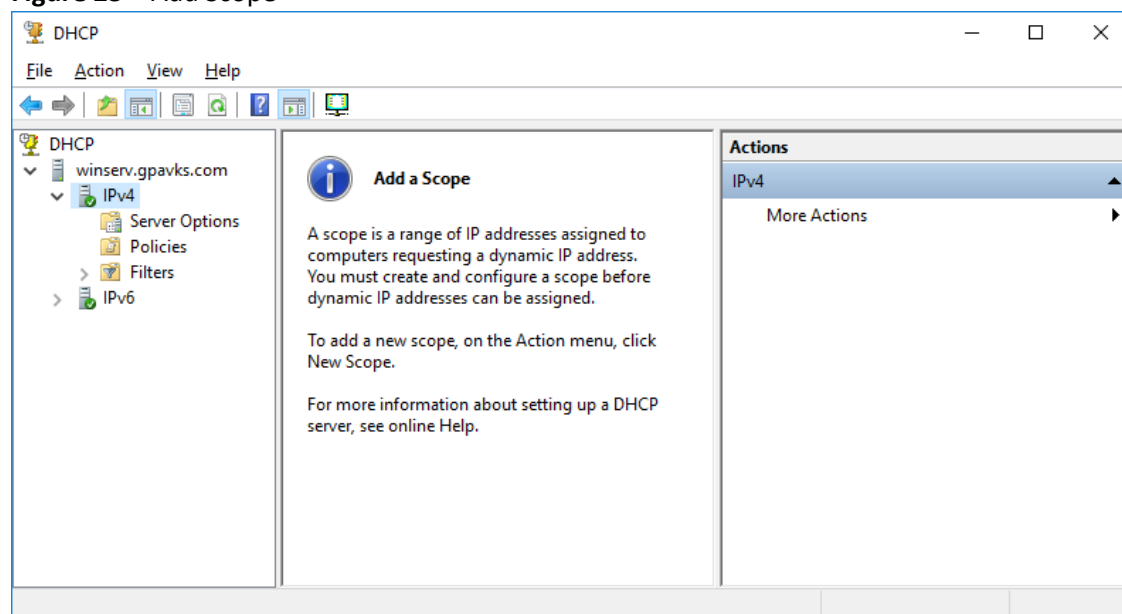 DHCP
File Action View Help
DHCP
winserv.gpavks.com
IPv4
Server Options
Policies
Filters
IPv6
Add a Scope
A scope is a range of IP addresses assigned to
computers requesting a dynamic IP address.
You must create and configure a scope before
dynamic IP addresses can be assigned.
To add a new scope, on the Action menu, click
New Scope.
For more information about setting up a DHCP
server, see online Help.
Actions
IPv4
More Actions